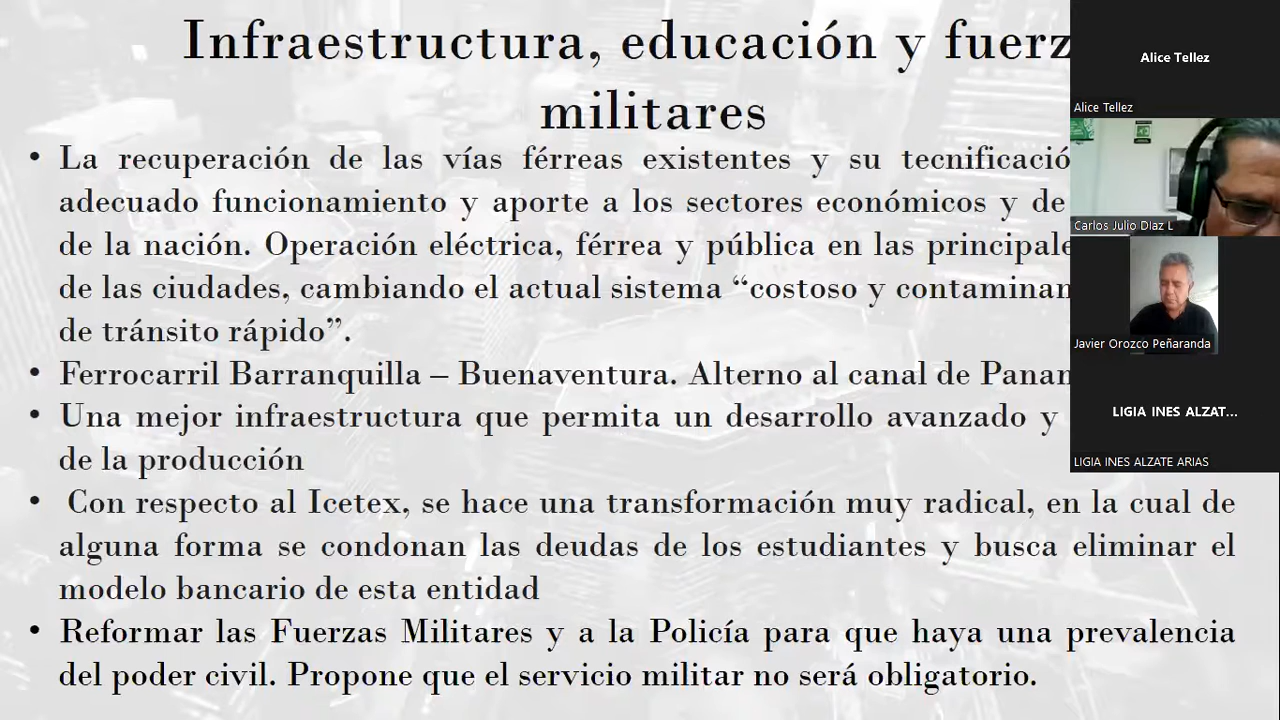 Infraestructura, educación y fuerz
militares
• La recuperación de las vías férreas existentes y su tecnificació
adecuado funcionamiento y aporte a los sectores económicos y de
de la nación. Operación eléctrica, férrea y pública en las principale
de las ciudades, cambiando el actual sistema “costoso y contaminan
de tránsito rápido”.
• Ferrocarril Barranquilla – Buenaventura. Alterno al canal de Panam
• Una mejor infraestructura que permita un desarrollo avanzado y
de la producción
• Con respecto al Icetex, se hace una transformación muy radical, en la cual de
alguna forma se condonan las deudas de los estudiantes y busca eliminar el
modelo bancario de esta entidad
• Reformar las Fuerzas Militares y a la Policía para que haya una prevalencia
del poder civil. Propone que el servicio militar no será obligatorio.
Alice Tellez
Alice Tellez
Carlos Julio Diaz L
Javier Orozco Peñaranda
LIGIA INES ALZAT...
LIGIA INES ALZATE ARIAS